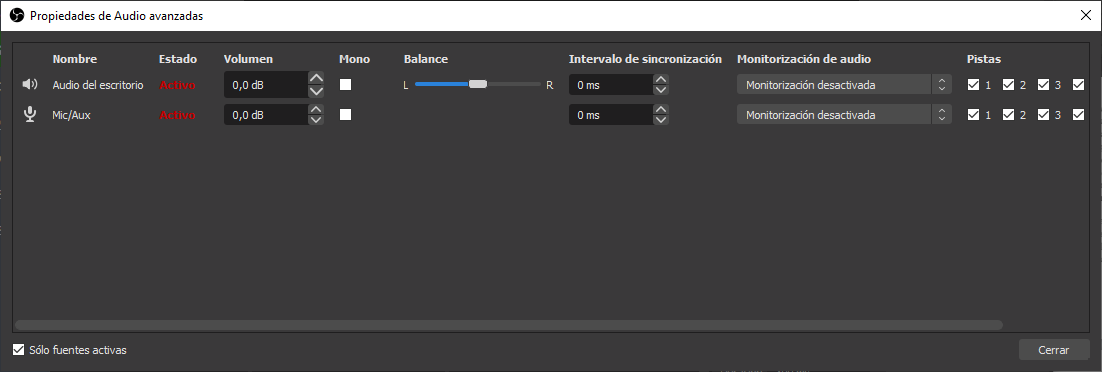 Propiedades de Audio avanzadas
Nombre Estado Volumen Mono Balance Intervalo de sincronización Monitorización de audio Pistas
Audio del escritorio Activo 0,0 dB L R 0 ms Monitorización desactivada 1 2 3
Mic/Aux Activo 0,0 dB 0 ms Monitorización desactivada 1 2 3
Sólo fuentes activas Cerrar